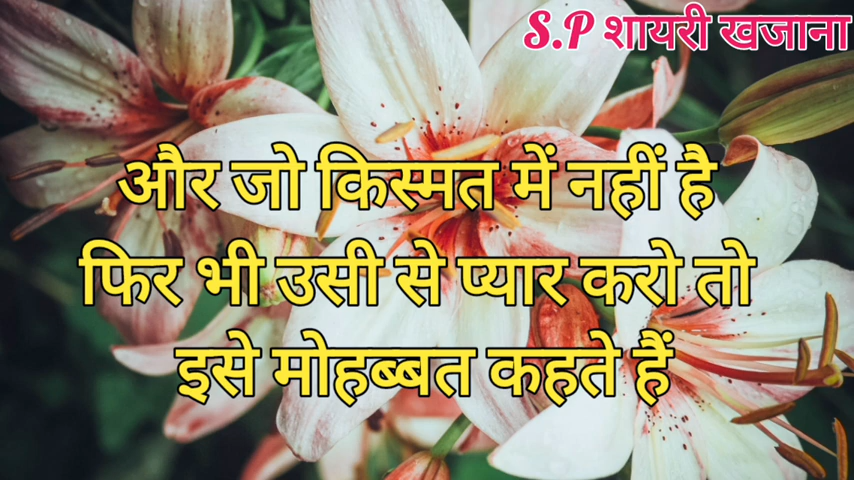 S.P शायरी खजाना
और जो किस्मत में नहीं है
फिर भी उसी से प्यार करो तो
इसे मोहब्बत कहते हैं